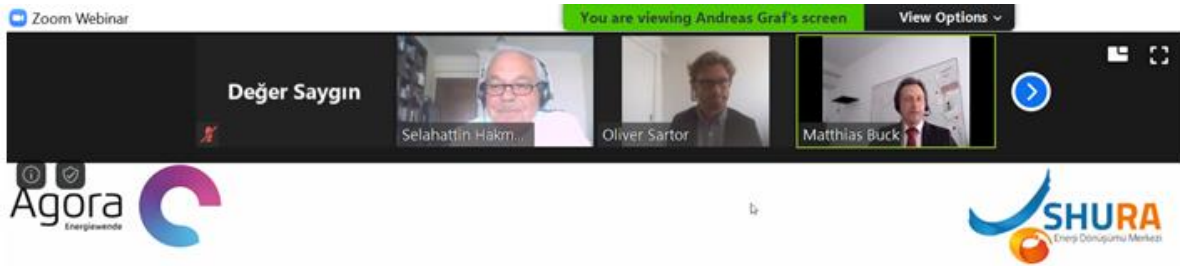 Zoom Webinar
You are viewing Andreas Graf's screen
View Options
Değer Saygın
Selahattin Hakm...
Oliver Sartor
Matthias Buck
Agora
Energiewende
SHURA
Enerji Dönüşümü Merkezi